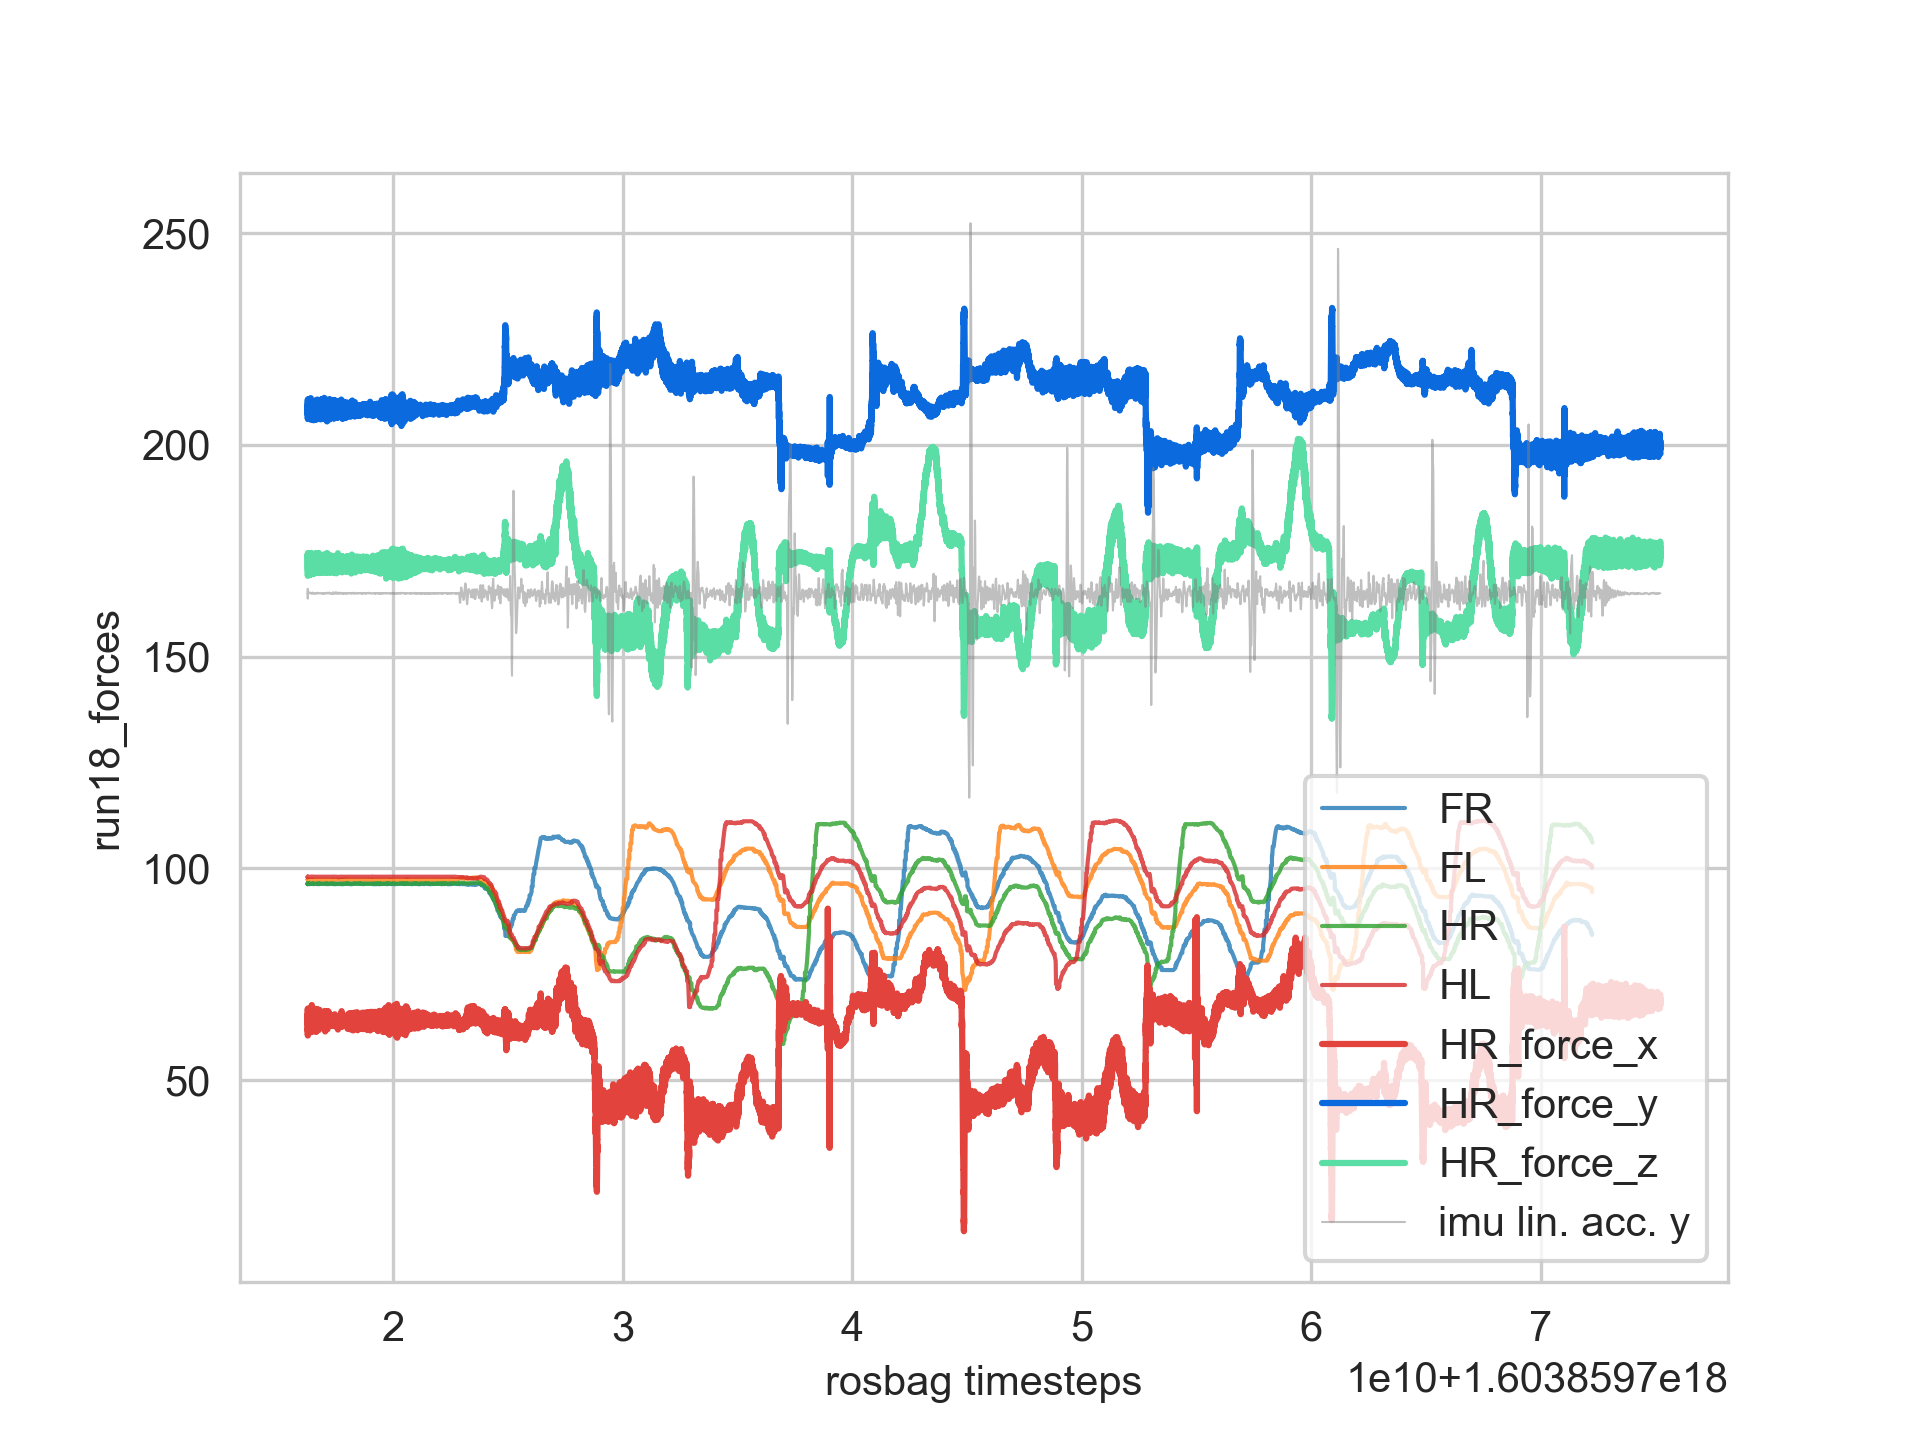 250
200
150
100
50
run18_forces
FR
FL
HR
HL
HR_force_x
HR_force_y
HR_force_z
imu lin. acc. y
2 3 4 5 6 7
rosbag timesteps
1e10+1.6038597e18